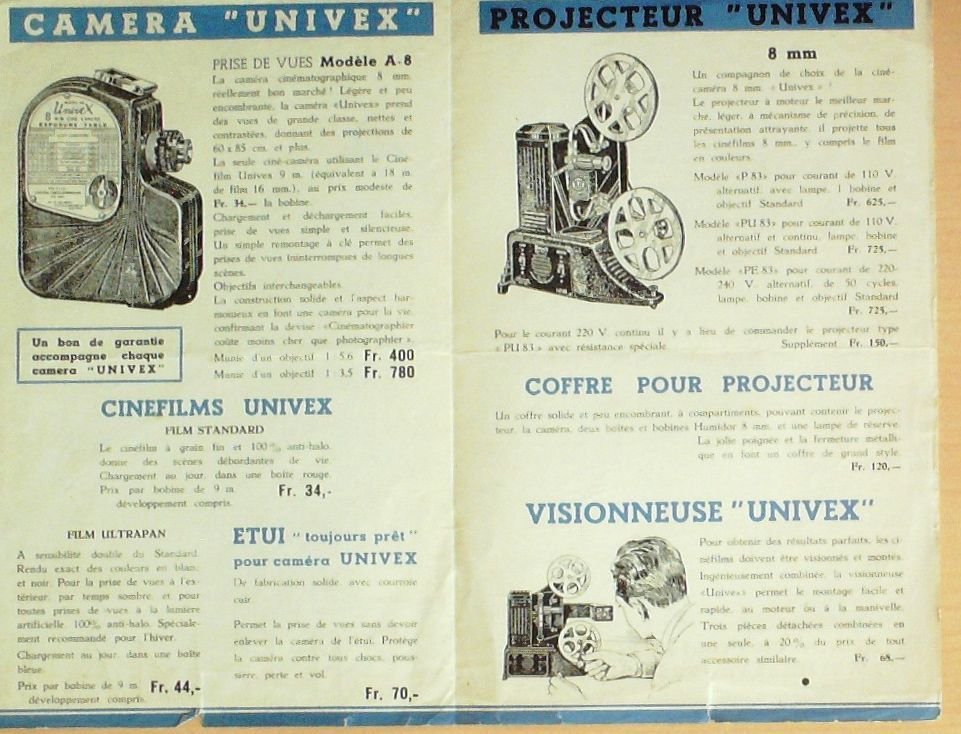 CAMERA "UNIVEX"
PRISE DE VUES Modèle A-8
La caméra cinématographique 8 mm.
réellement bon marché ! Légère et peu
encombrante, la caméra «Univex» prend
des vues de grande classe, nettes et
contrastées, donnant des projections de
60 x 85 cm. et plus.
La seule ciné-caméra utilisant le Ciné-
film Univex 9 m. (équivalent à 18 m.
de film 16 mm.), au prix modeste de
Fr. 34.— la bobine.
Chargement et déchargement faciles,
prise de vues simple et silencieuse.
Un simple remontage à clé permet des
prises de vues ininterrompues de longues
scènes.
Objectifs interchangeables.
La construction solide et l'aspect har-
monieux en font une caméra pour la vie,
confirmant la devise «Cinématographier
coûte moins cher que photographier».
Munie d'un objectif 1 : 5.6 Fr. 400
Munie d'un objectif 1 : 3,5 Fr. 780
UniveX
8
EXPOSURE TABLE
Un bon de garantie
accompagne chaque
camera "UNIVEX"
CINEFILMS UNIVEX
FILM STANDARD
Le cinéfilm à grain fin et 100 % anti-halo,
donne des scènes débordantes de vie.
Chargement au jour, dans une boîte rouge.
Prix par bobine de 9 m. Fr. 34,-
développement compris.
FILM ULTRAPAN
A sensibilité double du Standard.
Rendu exact des couleurs en blanc
et noir. Pour la prise de vues à l'ex-
térieur, par temps sombre, et pour
toutes prises de vues à la lumière
artificielle 100% anti-halo. Spéciale-
ment recommandé pour l'hiver.
Chargement au jour, dans une boîte
bleue.
Prix par bobine de 9 m. Fr. 44,-
développement compris.
ETUI "toujours prêt"
pour caméra UNIVEX
De fabrication solide, avec courroie
cuir.
Permet la prise de vues sans devoir
enlever la caméra de l'étui. Protège
la caméra contre tous chocs, pous-
sière, perte et vol.
Fr. 70,-
PROJECTEUR "UNIVEX"
8 mm
Un compagnon de choix de la ciné-
caméra 8 mm. « Univex » !
Le projecteur à moteur le meilleur mar-
ché, léger, à mécanisme de précision, de
présentation attrayante, il projette tous
les cinéfilms 8 mm., y compris le film
en couleurs.
Modèle «P 83» pour courant de 110 V.
alternatif, avec lampe, 1 bobine et
objectif Standard Fr. 625,—
Modèle «PU 83» pour courant de 110 V.
alternatif et continu, lampe, bobine
et objectif Standard Fr. 725,—
Modèle «PE 83» pour courant de 220-
240 V. alternatif, de 50 cycles,
lampe, bobine et objectif Standard
Fr. 725,—
Pour le courant 220 V. continu il y a lieu de commander le projecteur type
« PU 83 » avec résistance spéciale. Supplément Fr. 150,—
COFFRE POUR PROJECTEUR
Un coffre solide et peu encombrant, à compartiments, pouvant contenir le projec-
teur, la caméra, deux boîtes et bobines Humidor 8 mm. et une lampe de réserve.
La jolie poignée et la fermeture métalli-
que en font un coffre de grand style.
Fr. 120,—
VISIONNEUSE "UNIVEX"
Pour obtenir des résultats parfaits, les ci-
néfilms doivent être visionnés et montés.
Ingénieusement combinée, la visionneuse
«Univex» permet le montage facile et
rapide, au moteur ou à la manivelle.
Trois pièces détachées combinées en
une seule, à 20% du prix de tout
accessoire similaire. Fr. 68,—